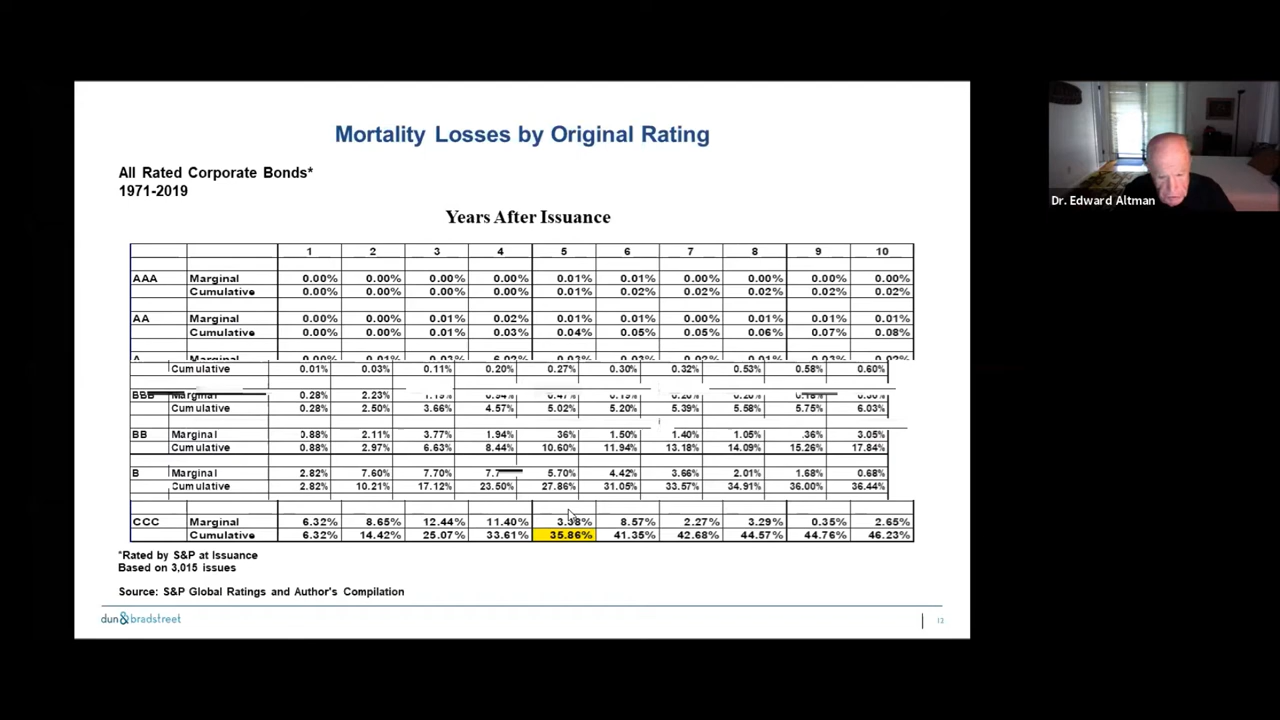 Mortality Losses by Original Rating
All Rated Corporate Bonds*
1971-2019
Years After Issuance
1 2 3 4 5 6 7 8 9 10
AAA Marginal 0.00% 0.00% 0.00% 0.00% 0.01% 0.01% 0.00% 0.00% 0.00% 0.00%
Cumulative 0.00% 0.00% 0.00% 0.00% 0.01% 0.02% 0.02% 0.02% 0.02% 0.02%
AA Marginal 0.00% 0.00% 0.01% 0.02% 0.01% 0.01% 0.00% 0.01% 0.01% 0.01%
Cumulative 0.00% 0.00% 0.01% 0.03% 0.04% 0.05% 0.05% 0.06% 0.07% 0.08%
A Marginal
Cumulative 0.01% 0.03% 0.11% 0.20% 0.27% 0.30% 0.32% 0.53% 0.58% 0.60%
BBB Marginal 0.28% 2.23%
Cumulative 0.28% 2.50% 3.66% 4.57% 5.02% 5.20% 5.39% 5.58% 5.75% 6.03%
BB Marginal 0.88% 2.11% 3.77% 1.94% 36% 1.50% 1.40% 1.05% .36% 3.05%
Cumulative 0.88% 2.97% 6.63% 8.44% 10.60% 11.94% 13.18% 14.09% 15.26% 17.84%
B Marginal 2.82% 7.60% 7.70% 7.7 5.70% 4.42% 3.66% 2.01% 1.68% 0.68%
Cumulative 2.82% 10.21% 17.12% 23.50% 27.86% 31.05% 33.57% 34.91% 36.00% 36.44%
CCC Marginal 6.32% 8.65% 12.44% 11.40% 3.38% 8.57% 2.27% 3.29% 0.35% 2.65%
Cumulative 6.32% 14.42% 25.07% 33.61% 35.86% 41.35% 42.68% 44.57% 44.76% 46.23%
*Rated by S&P at Issuance
Based on 3,015 issues
Source: S&P Global Ratings and Author's Compilation
dun&bradstreet
12
Dr. Edward Altman